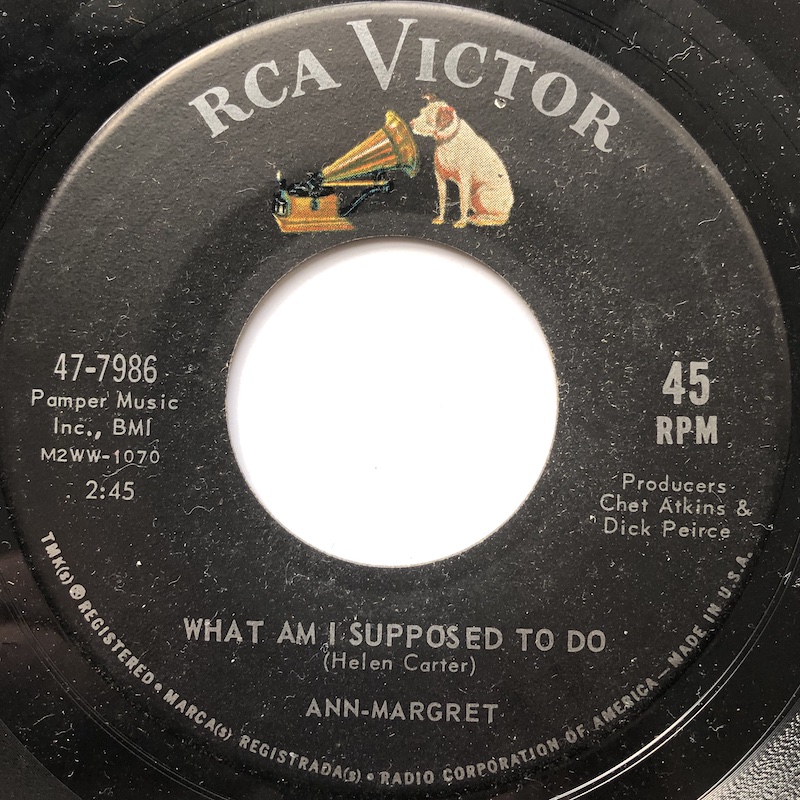 RCA VICTOR
47-7986
Pamper Music
Inc., BMI
M2WW-1070
2:45
45
RPM
Producers
Chet Atkins &
Dick Peirce
WHAT AM I SUPPOSED TO DO
(Helen Carter)
ANN-MARGRET
TMK(s) ® REGISTERED • MARCA(s) REGISTRADA(s) • RADIO CORPORATION OF AMERICA — MADE IN U.S.A.